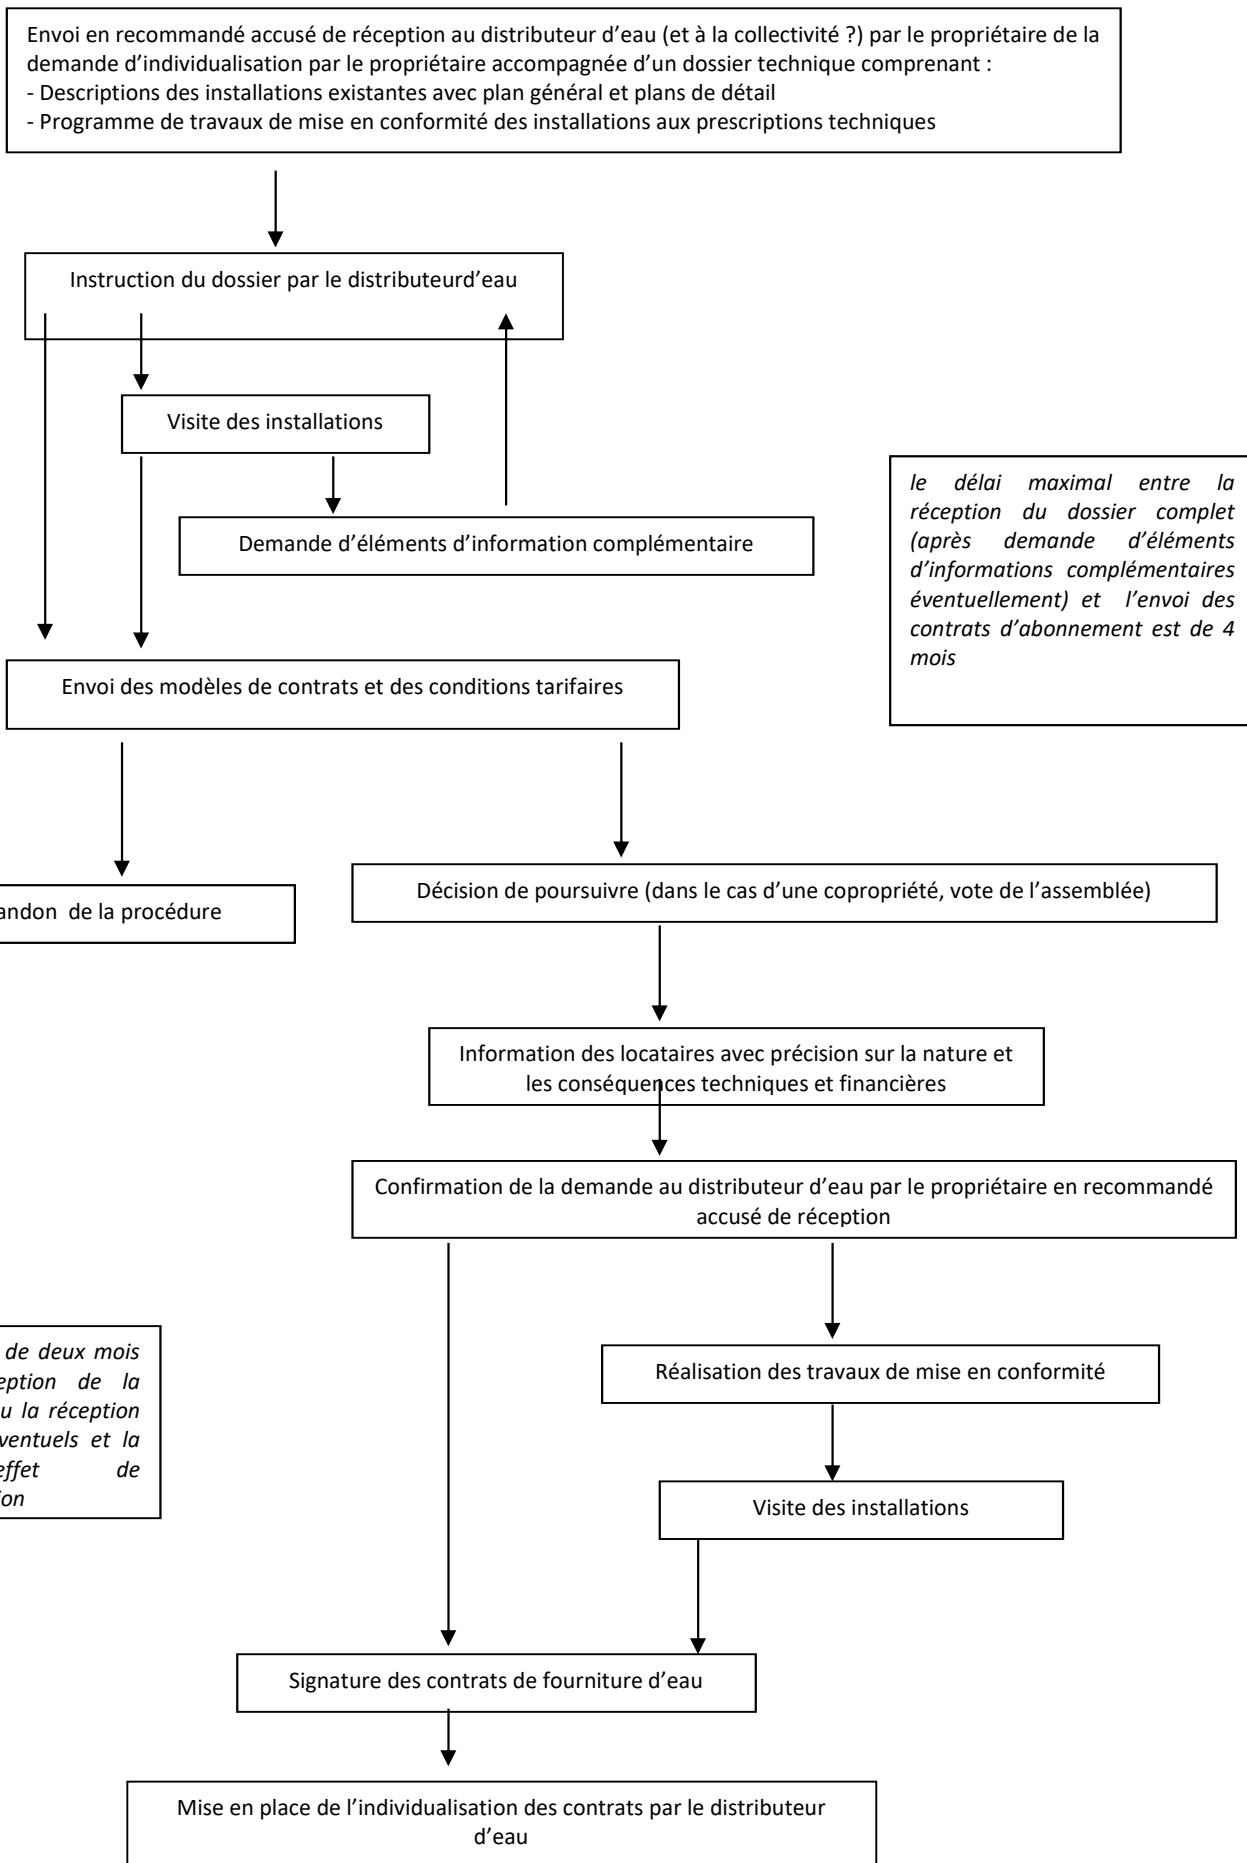 Envoi en recommandé accusé de réception au distributeur d’eau (et à la collectivité ?) par le propriétaire de la
demande d’individualisation par le propriétaire accompagnée d’un dossier technique comprenant :
- Descriptions des installations existantes avec plan général et plans de détail
- Programme de travaux de mise en conformité des installations aux prescriptions techniques
Instruction du dossier par le distributeurd’eau
Visite des installations
Demande d’éléments d’information complémentaire
le délai maximal entre la
réception du dossier complet
(après demande d’éléments
d’informations complémentaires
éventuellement) et l’envoi des
contrats d’abonnement est de 4
mois
Envoi des modèles de contrats et des conditions tarifaires
andon de la procédure
Décision de poursuivre (dans le cas d’une copropriété, vote de l’assemblée)
Information des locataires avec précision sur la nature et
les conséquences techniques et financières
Confirmation de la demande au distributeur d’eau par le propriétaire en recommandé
accusé de réception
de deux mois
eption de la
u la réception
ventuels et la
effet de
ion
Réalisation des travaux de mise en conformité
Visite des installations
Signature des contrats de fourniture d’eau
Mise en place de l’individualisation des contrats par le distributeur
d’eau